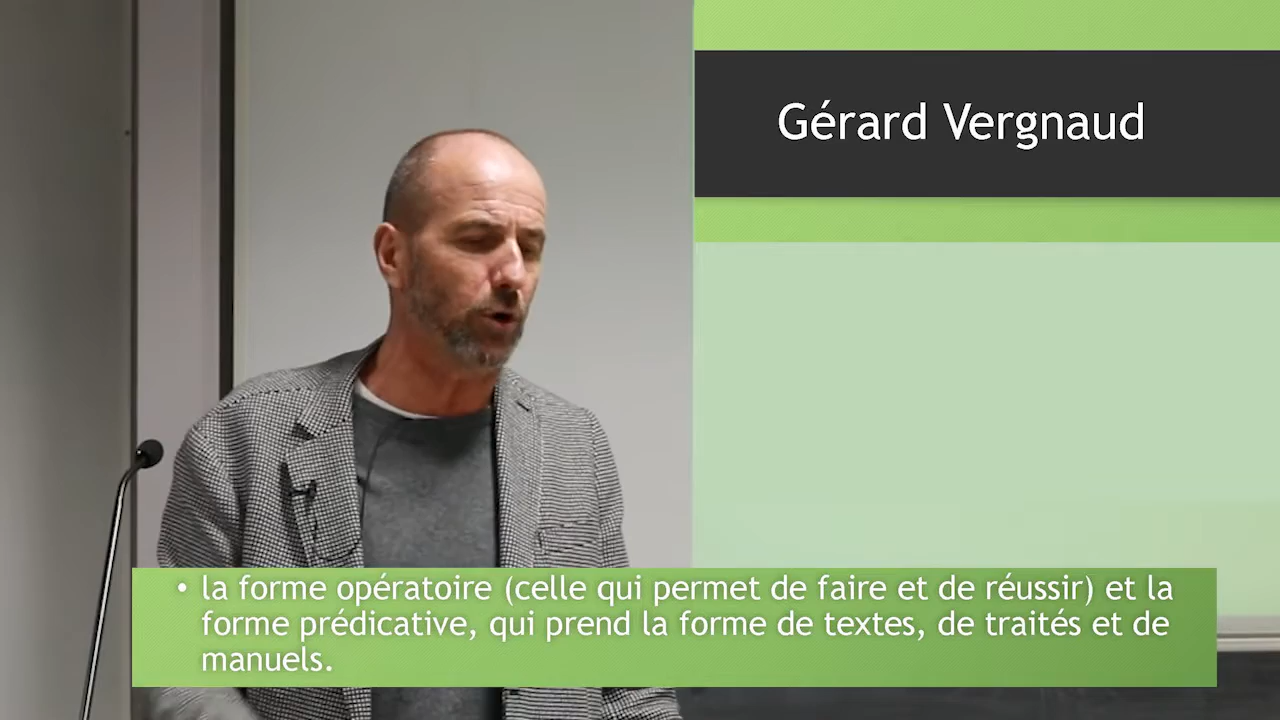 Gérard Vergnaud
• la forme opératoire (celle qui permet de faire et de réussir) et la
forme prédicative, qui prend la forme de textes, de traités et de
manuels.